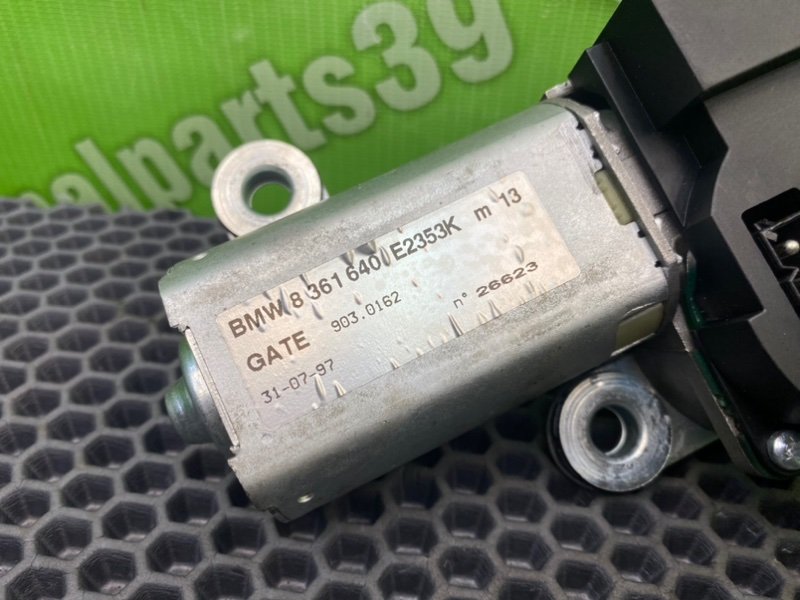 alparts39
BMW 8 361 640 E2353K m 13
GATE 903.0162 n° 26623
31-07-97